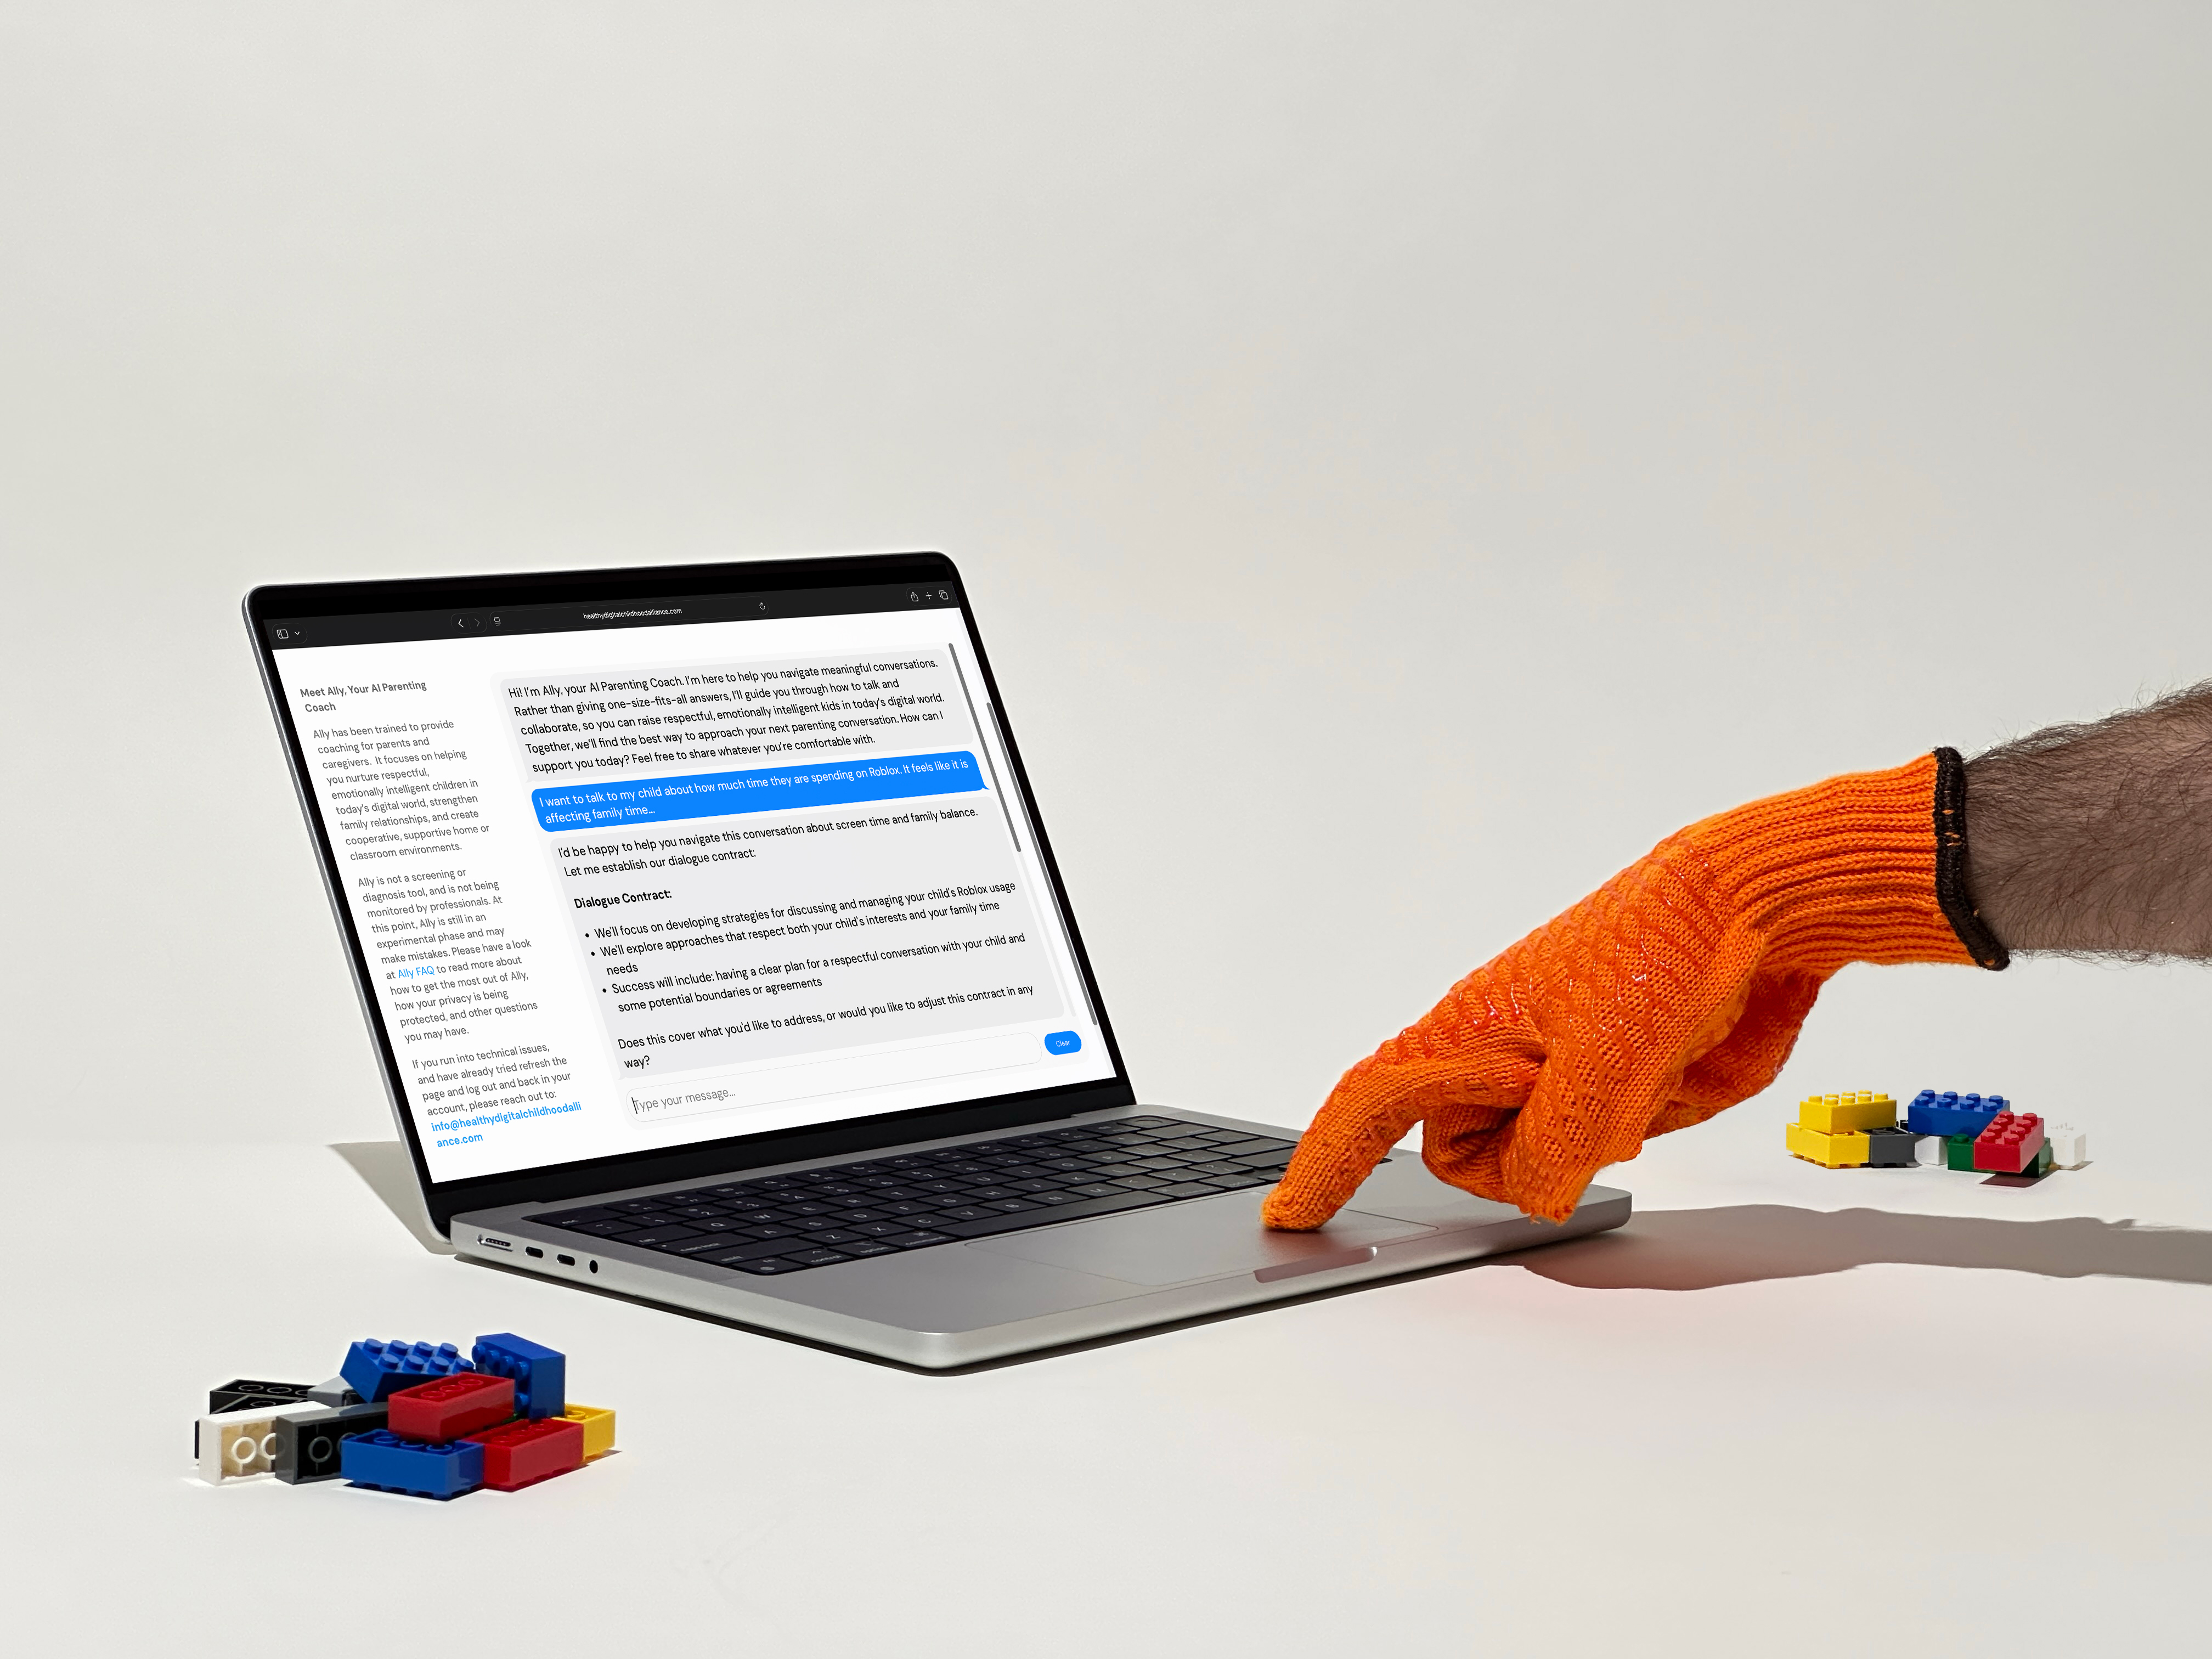 healthydigitalchildhoodalliance.com
Meet Ally, Your AI Parenting
Coach
Ally has been trained to provide
coaching for parents and
caregivers. It focuses on helping
you nurture respectful,
emotionally intelligent children in
today's digital world, strengthen
family relationships, and create
cooperative, supportive home or
classroom environments.
Ally is not a screening or
diagnosis tool, and is not being
monitored by professionals. At
this point, Ally is still in an
experimental phase and may
make mistakes. Please have a look
at Ally FAQ to read more about
how to get the most out of Ally,
how your privacy is being
protected, and other questions
you may have.
If you run into technical issues,
and have already tried refresh the
page and log out and back in your
account, please reach out to:
info@healthydigitalchildhoodalli
ance.com
Hi! I'm Ally, your AI Parenting Coach. I'm here to help you navigate meaningful conversations.
Rather than giving one-size-fits-all answers, I'll guide you through how to talk and
collaborate, so you can raise respectful, emotionally intelligent kids in today's digital world.
Together, we'll find the best way to approach your next parenting conversation. How can I
support you today? Feel free to share whatever you're comfortable with.
I want to talk to my child about how much time they are spending on Roblox. It feels like it is
affecting family time...
I'd be happy to help you navigate this conversation about screen time and family balance.
Let me establish our dialogue contract:
Dialogue Contract:
• We'll focus on developing strategies for discussing and managing your child's Roblox usage
• We'll explore approaches that respect both your child's interests and your family time
needs
• Success will include: having a clear plan for a respectful conversation with your child and
some potential boundaries or agreements
Does this cover what you'd like to address, or would you like to adjust this contract in any
way?
Type your message...
Clear